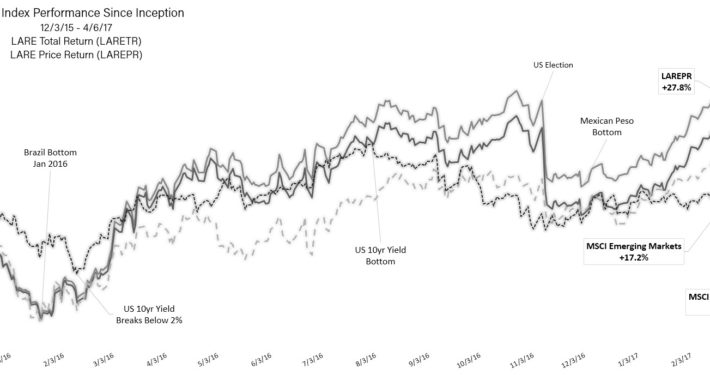 Index Performance Since Inception
12/3/15 - 4/6/17
LARE Total Return (LARETR)
LARE Price Return (LAREPR)
US Election
LAREPR
+27.8%
Mexican Peso
Bottom
Brazil Bottom
Jan 2016
US 10yr Yield
Bottom
MSCI Emerging Markets
+17.2%
MSCI
US 10yr Yield
Breaks Below 2%
/3/16
2/3/16
3/3/16
4/3/16
5/3/16
6/3/16
7/3/16
8/3/16
9/3/16
10/3/16
11/3/16
12/3/16
1/3/17
2/3/17